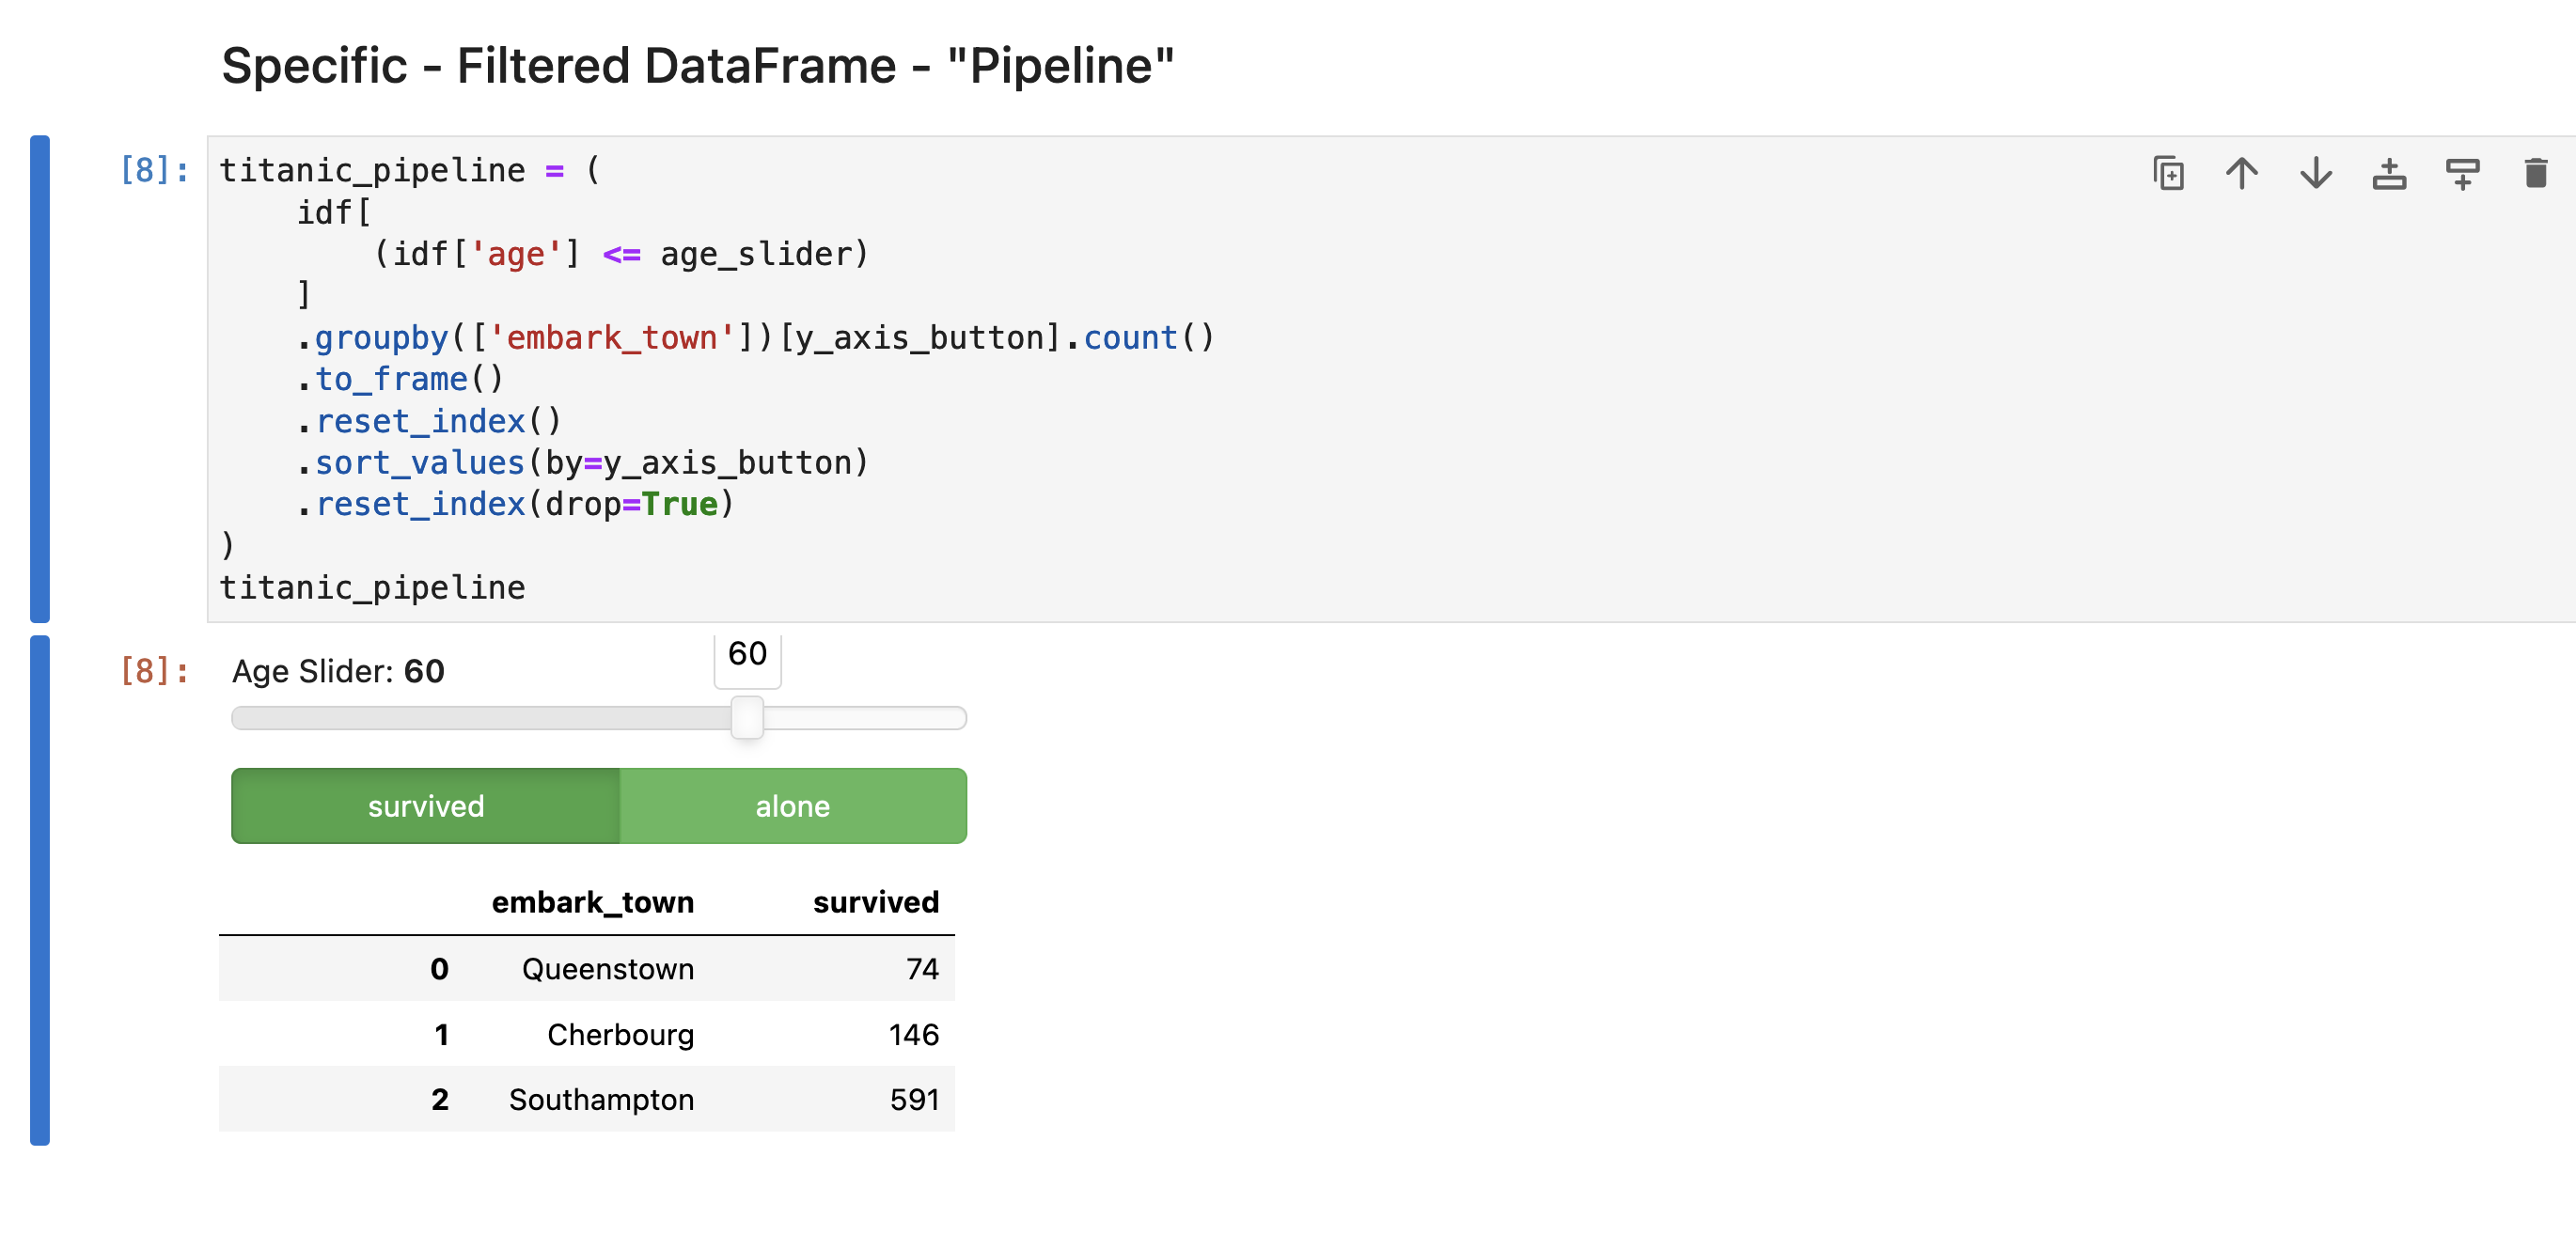 Specific - Filtered DataFrame - "Pipeline"
[8]:
titanic_pipeline = (
    idf[
        (idf['age'] <= age_slider)
    ]
    .groupby(['embark_town'])[y_axis_button].count()
    .to_frame()
    .reset_index()
    .sort_values(by=y_axis_button)
    .reset_index(drop=True)
)
titanic_pipeline
[8]:
Age Slider: 60
60
survived alone
embark_town survived
0 Queenstown 74
1 Cherbourg 146
2 Southampton 591